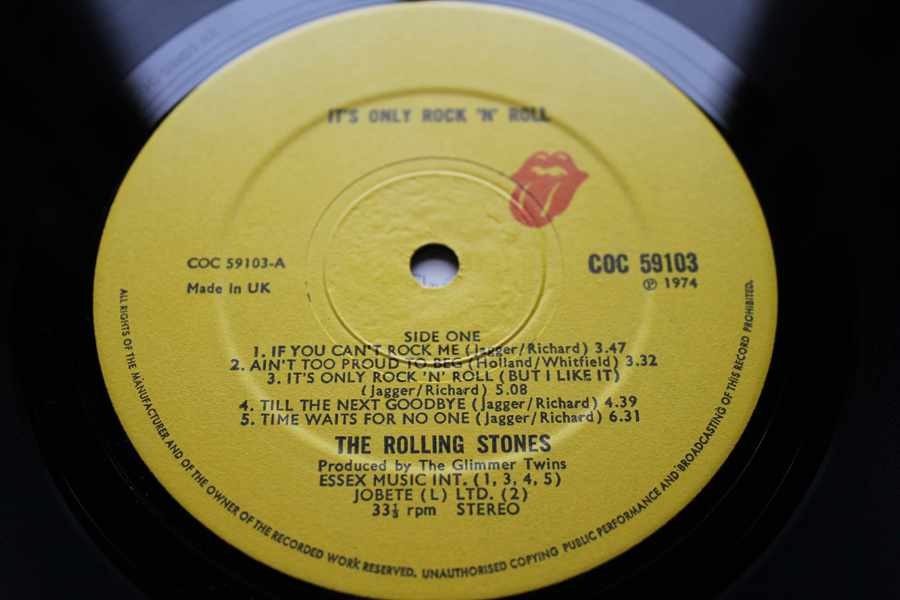 IT'S ONLY ROCK 'N' ROLL
COC 59103-A
Made in UK
COC 59103
Ⓟ 1974
SIDE ONE
1. IF YOU CAN'T ROCK ME (Jagger/Richard) 3.47
2. AIN'T TOO PROUD TO BEG (Holland/Whitfield) 3.32
3. IT'S ONLY ROCK 'N' ROLL (BUT I LIKE IT)
(Jagger/Richard) 5.08
4. TILL THE NEXT GOODBYE (Jagger/Richard) 4.39
5. TIME WAITS FOR NO ONE (Jagger/Richard) 6.31
THE ROLLING STONES
Produced by The Glimmer Twins
ESSEX MUSIC INT. (1, 3, 4, 5)
JOBETE (L) LTD. (2)
33⅓ rpm STEREO
ALL RIGHTS OF THE MANUFACTURER AND OF THE OWNER OF THE RECORDED WORK RESERVED. UNAUTHORISED COPYING PUBLIC PERFORMANCE AND BROADCASTING OF THIS RECORD PROHIBITED.